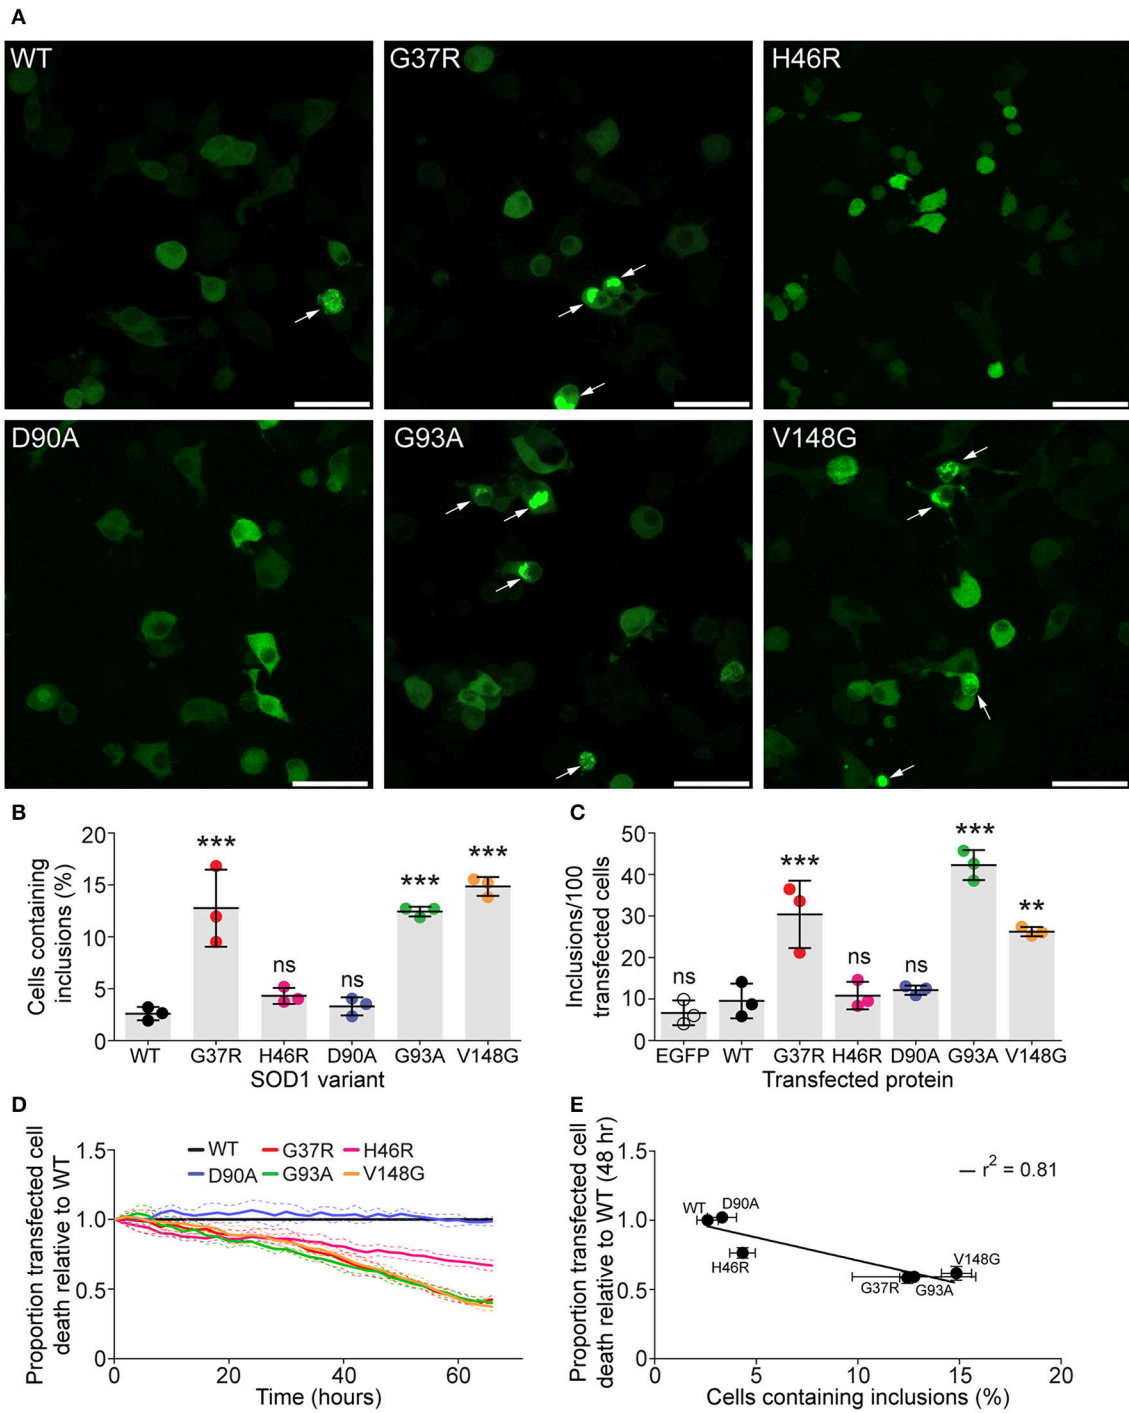 A
WT
G37R
H46R
D90A
G93A
V148G
B
Cells containing
inclusions (%)
20
15
10
5
0
***
ns
ns
***
***
WT
G37R
H46R
D90A
G93A
V148G
SOD1 variant
C
Inclusions/100
transfected cells
50
40
30
20
10
0
ns
***
ns
ns
***
**
EGFP
WT
G37R
H46R
D90A
G93A
V148G
Transfected protein
D
Proportion transfected cell
death relative to WT
1.5
1.0
0.5
0
WT
G37R
H46R
D90A
G93A
V148G
0
20
40
60
Time (hours)
E
Proportion transfected cell
death relative to WT (48 hr)
1.5
1.0
0.5
0
r2 = 0.81
WT
D90A
H46R
G37R
G93A
V148G
0
5
10
15
20
Cells containing inclusions (%)